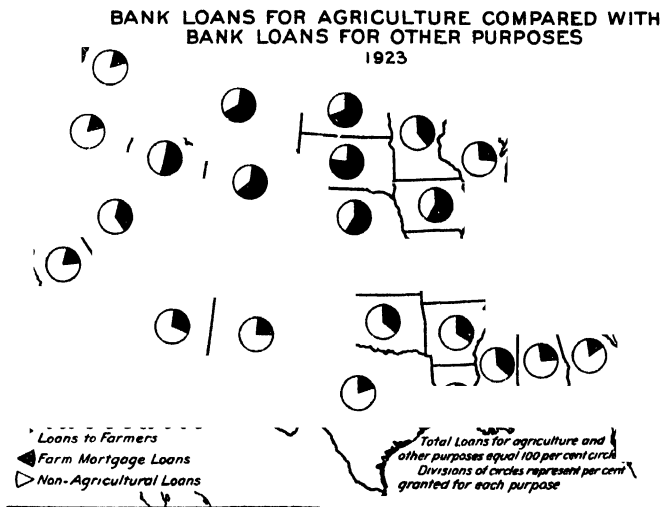 BANK LOANS FOR AGRICULTURE COMPARED WITH
BANK LOANS FOR OTHER PURPOSES
1923
Loans to Farmers
Farm Mortgage Loans
Non-Agricultural Loans
Total Loans for agriculture and
other purposes equal 100 per cent circle
Divisions of circles represent per cent
granted for each purpose